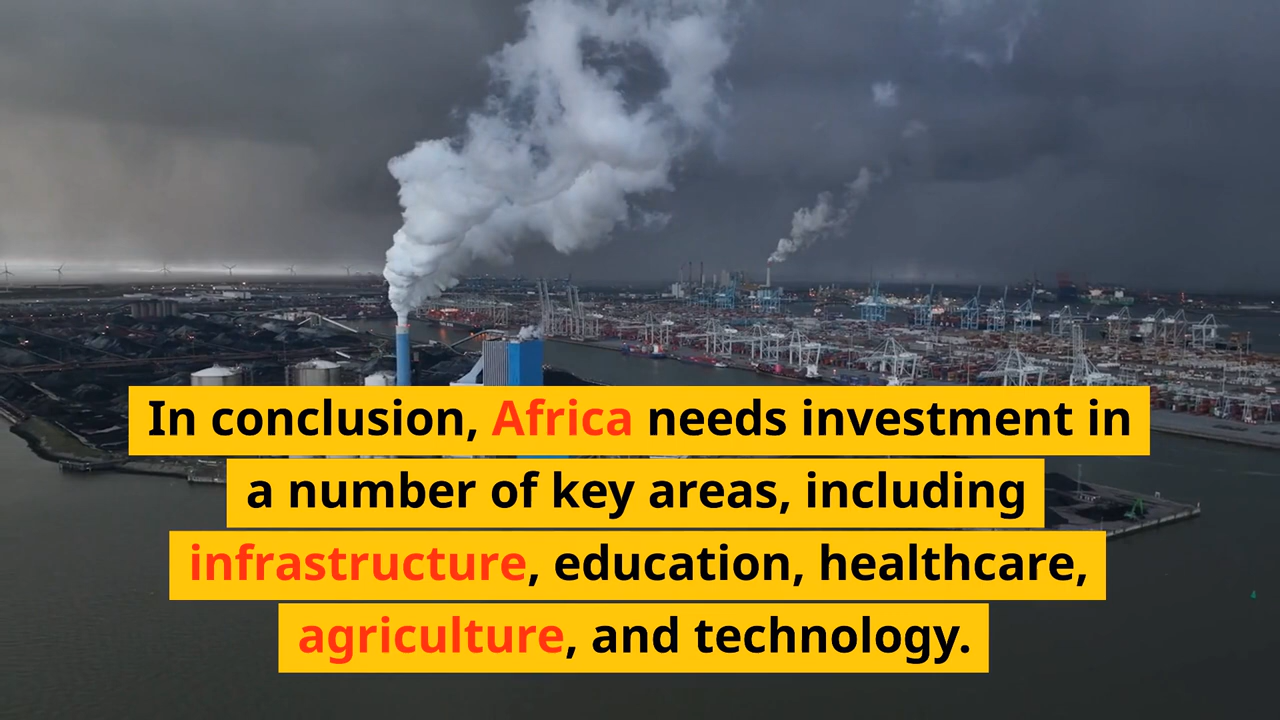 In conclusion, Africa needs investment in
a number of key areas, including
infrastructure, education, healthcare,
agriculture, and technology.